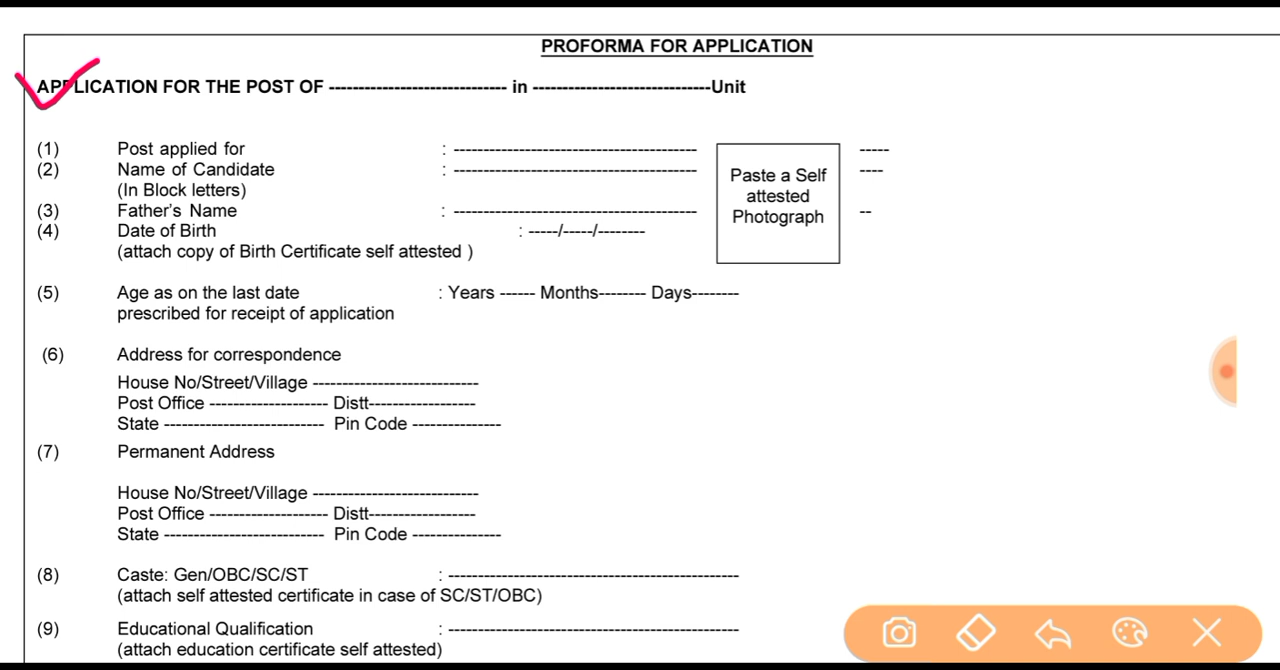 PROFORMA FOR APPLICATION
APPLICATION FOR THE POST OF ------------------------------ in ------------------------------Unit
(1) Post applied for : ----------------------------------------- -----
(2) Name of Candidate : ----------------------------------------- ----
(In Block letters)
Paste a Self
attested
Photograph
(3) Father's Name : ----------------------------------------- --
(4) Date of Birth : -----/-----/--------
(attach copy of Birth Certificate self attested )
(5) Age as on the last date : Years ------ Months-------- Days--------
prescribed for receipt of application
(6) Address for correspondence
House No/Street/Village ----------------------------
Post Office -------------------- Distt------------------
State --------------------------- Pin Code ---------------
(7) Permanent Address
House No/Street/Village ----------------------------
Post Office -------------------- Distt------------------
State --------------------------- Pin Code ---------------
(8) Caste: Gen/OBC/SC/ST : -------------------------------------------------
(attach self attested certificate in case of SC/ST/OBC)
(9) Educational Qualification : -------------------------------------------------
(attach education certificate self attested)